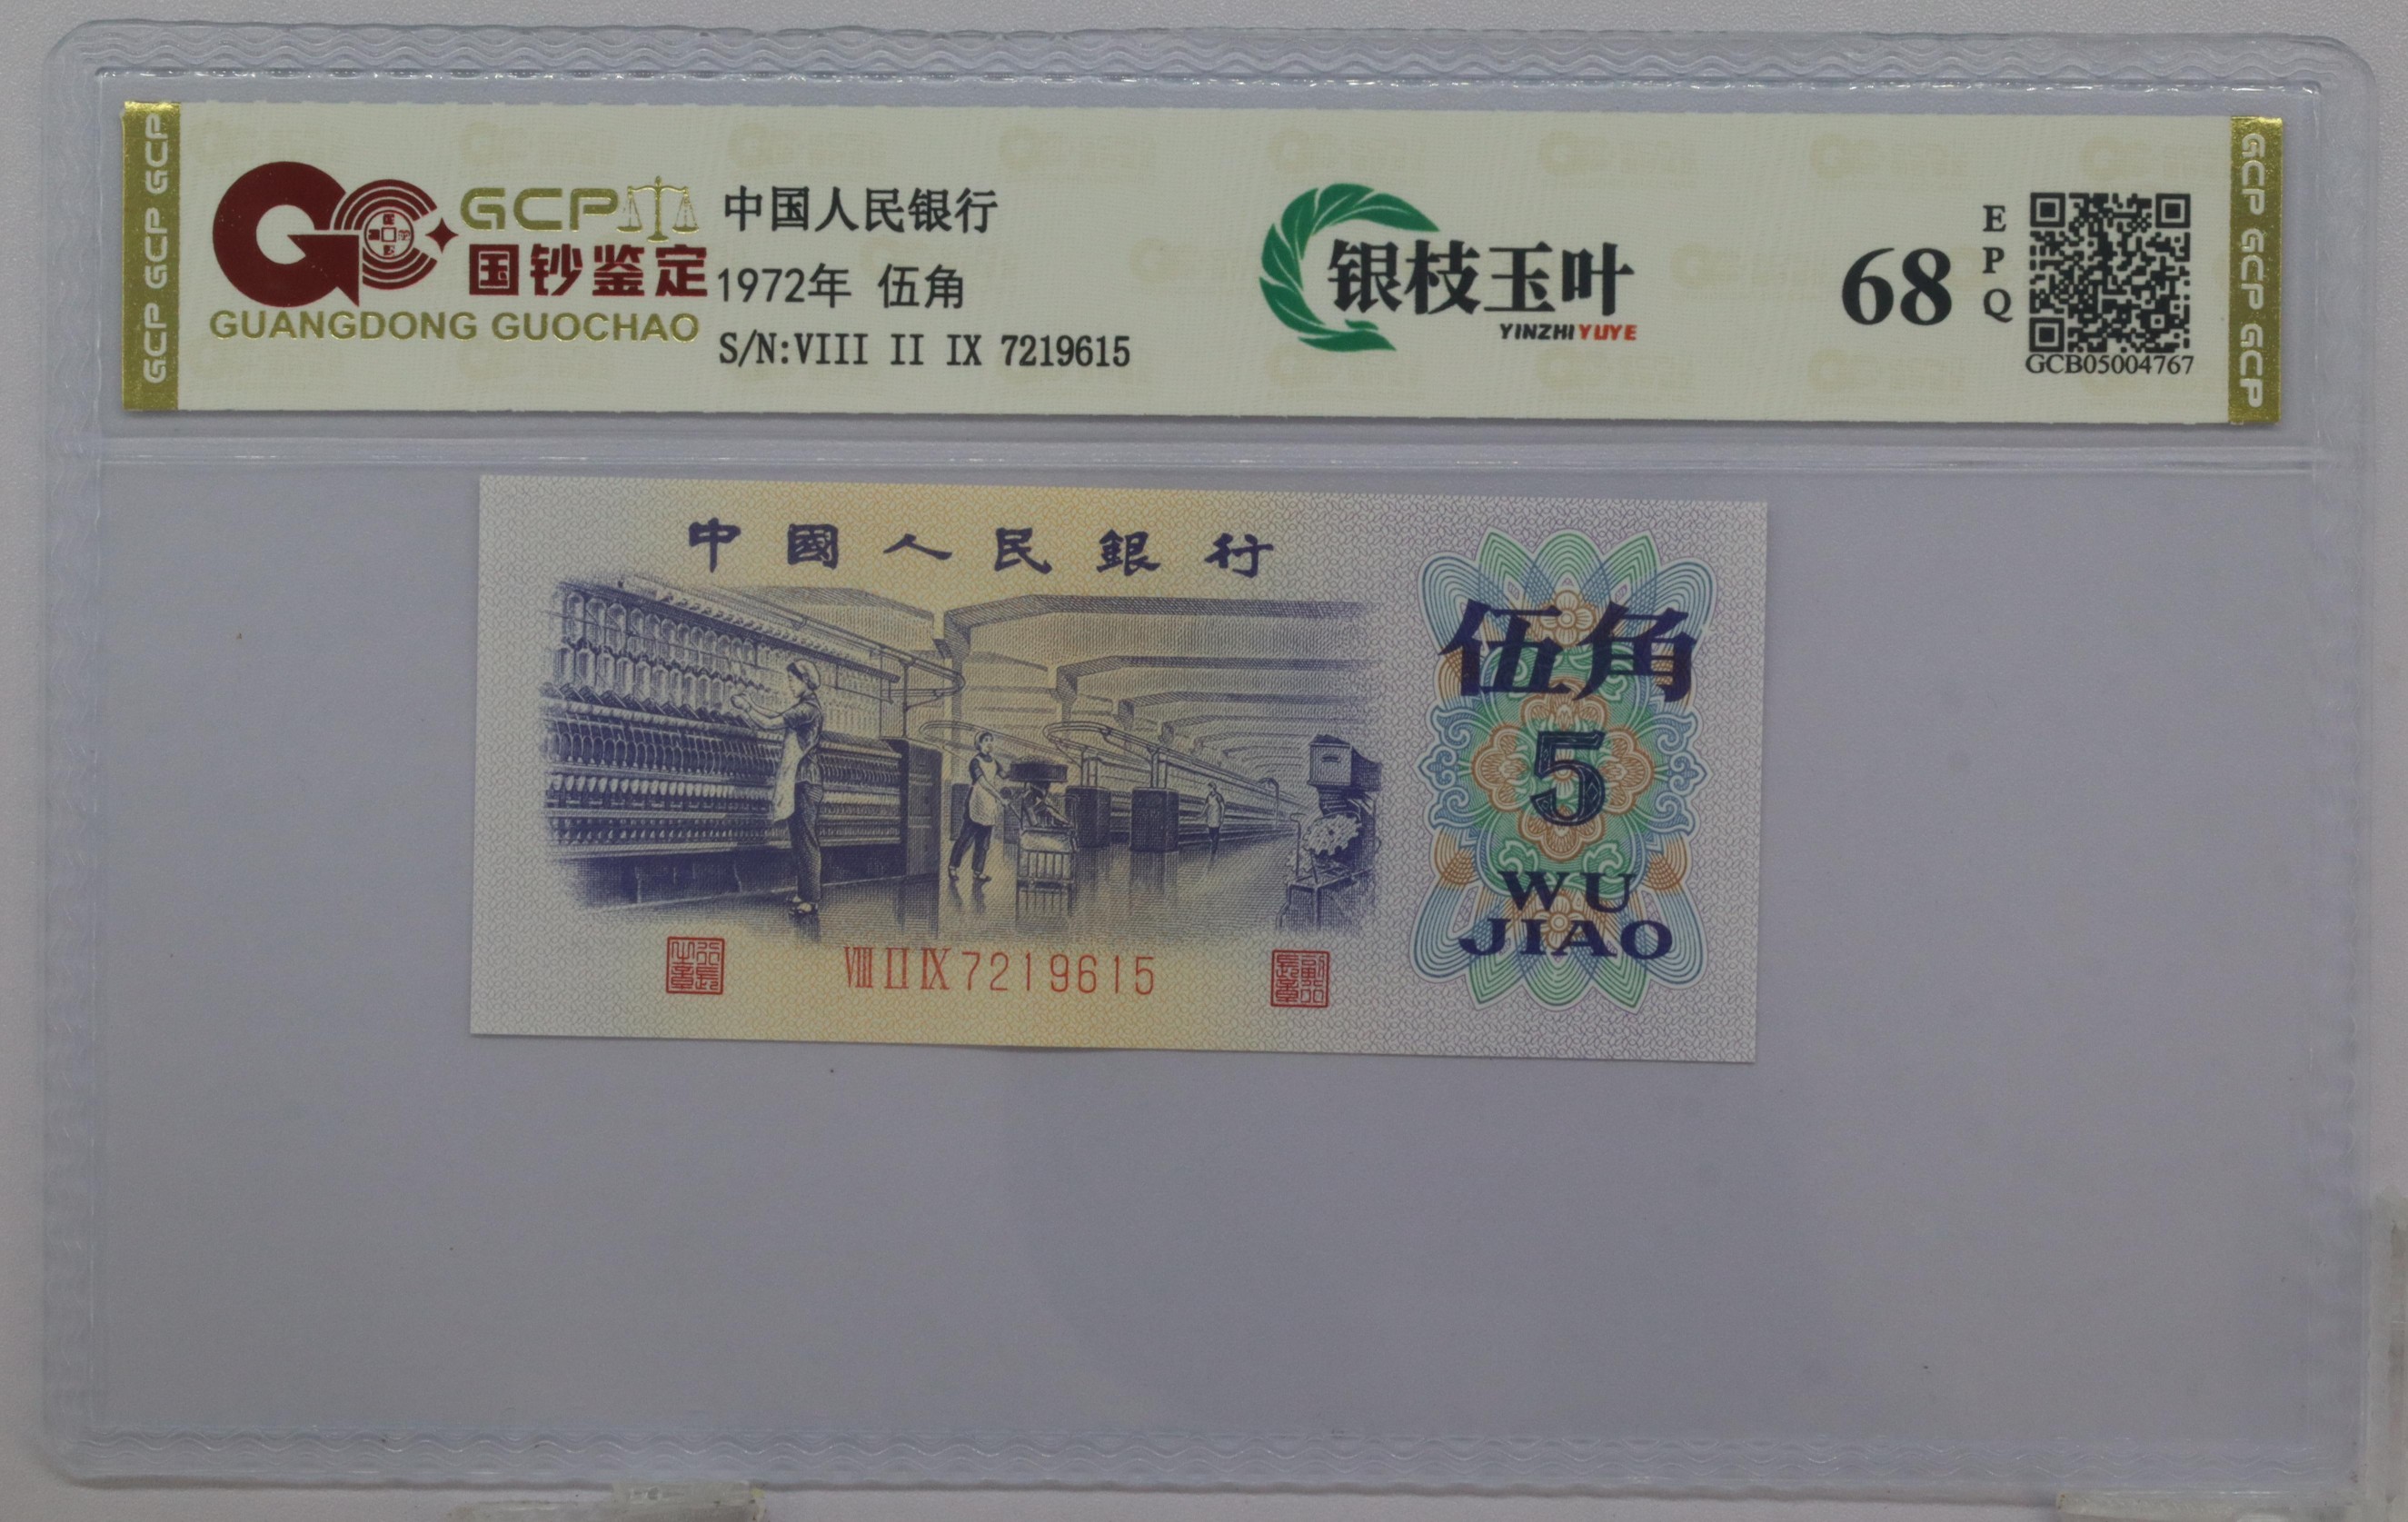 GCP GCP GCP
GCP
国钞鉴定
GUANGDONG GUOCHAO
中国人民银行
1972年 伍角
S/N:VIII II IX 7219615
银枝玉叶
YINZHIYUYE
68
EPQ
GCB05004767
GCP GCP GCP
中國人民銀行
伍角
5
WU
JIAO
VIII II IX 7219615